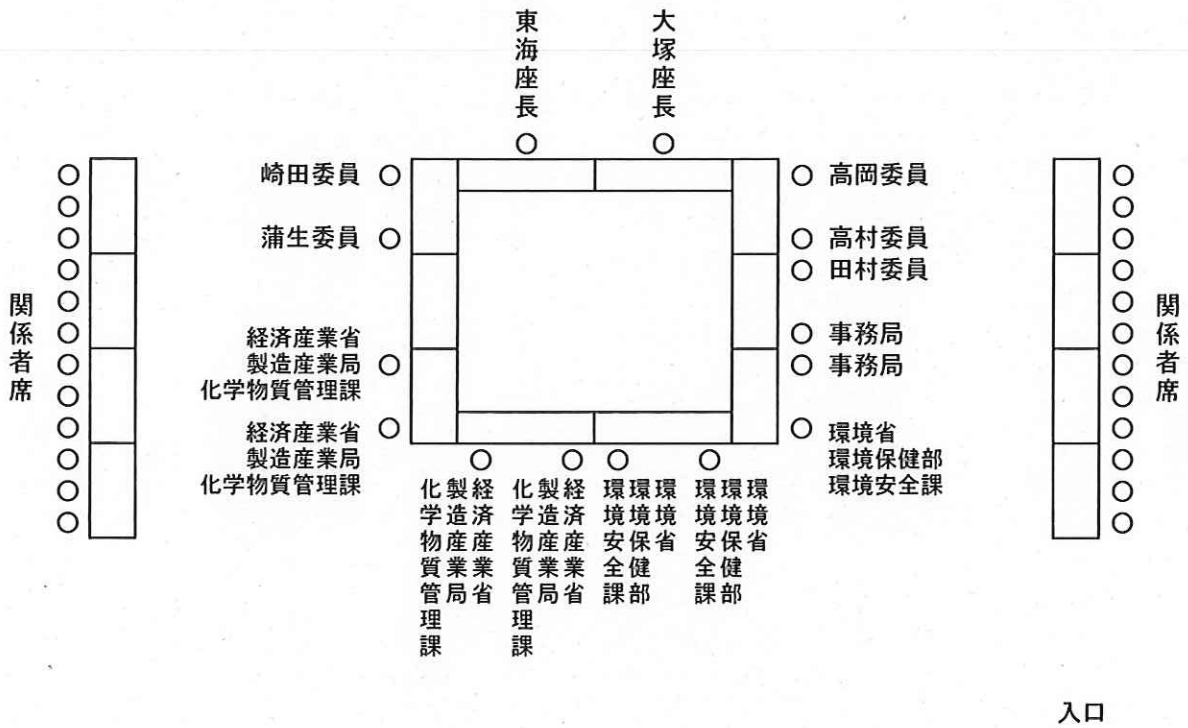 東海座長
大塚座長
崎田委員
蒲生委員
経済産業省
製造産業局
化学物質管理課
経済産業省
製造産業局
化学物質管理課
高岡委員
高村委員
田村委員
事務局
事務局
環境省
環境保健部
環境安全課
関係者席
関係者席
経済産業省
製造産業局
化学物質管理課
経済産業省
製造産業局
化学物質管理課
環境省
環境保健部
環境安全課
環境省
環境保健部
環境安全課
入口